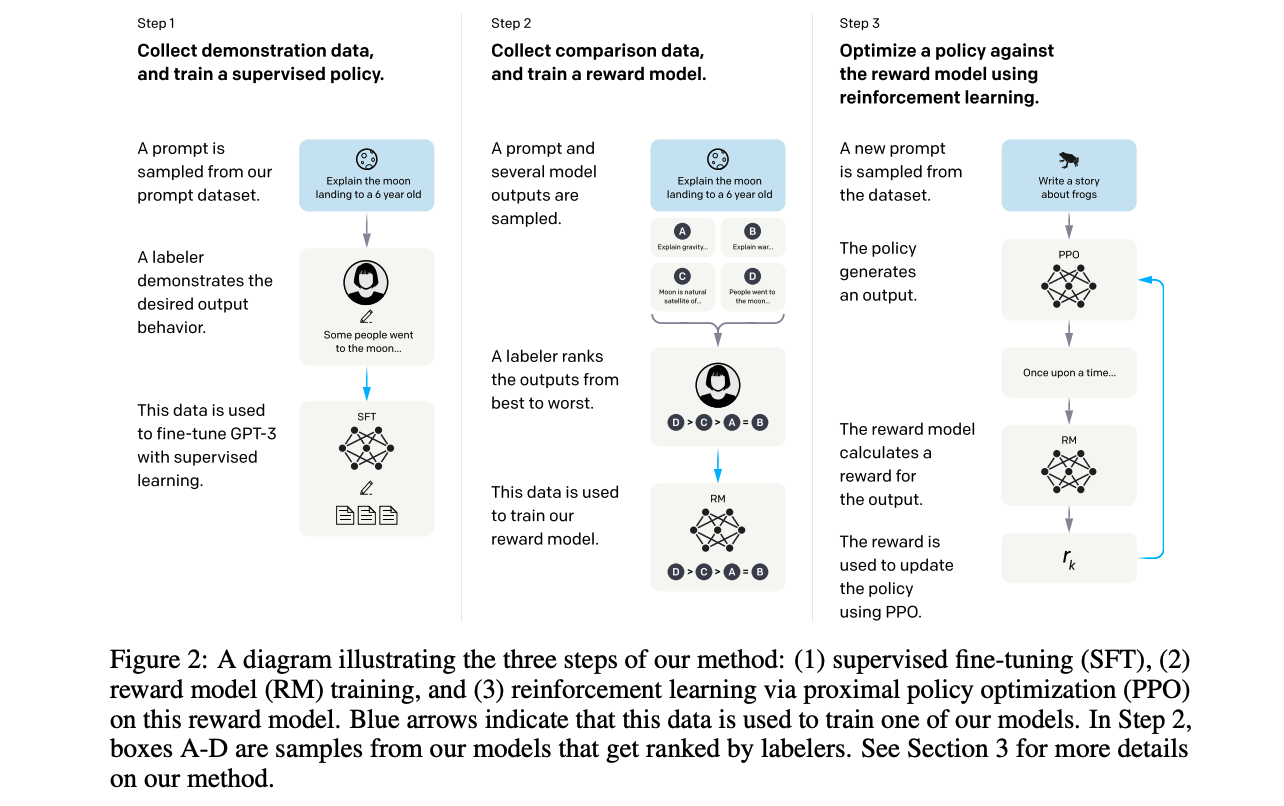 Step 1
Collect demonstration data,
and train a supervised policy.
A prompt is
sampled from our
prompt dataset.
Explain the moon
landing to a 6 year old
A labeler
demonstrates the
desired output
behavior.
Some people went
to the moon...
This data is used
to fine-tune GPT-3
with supervised
learning.
SFT
Step 2
Collect comparison data,
and train a reward model.
A prompt and
several model
outputs are
sampled.
Explain the moon
landing to a 6 year old
A
Explain gravity...
B
Explain war...
C
Moon is natural
satellite of...
D
People went to
the moon...
A labeler ranks
the outputs from
best to worst.
D > C > A = B
This data is used
to train our
reward model.
RM
D > C > A = B
Step 3
Optimize a policy against
the reward model using
reinforcement learning.
A new prompt
is sampled from
the dataset.
Write a story
about frogs
The policy
generates
an output.
PPO
Once upon a time...
The reward model
calculates a
reward for
the output.
RM
The reward is
used to update
the policy
using PPO.
rₖ
Figure 2: A diagram illustrating the three steps of our method: (1) supervised fine-tuning (SFT), (2)
reward model (RM) training, and (3) reinforcement learning via proximal policy optimization (PPO)
on this reward model. Blue arrows indicate that this data is used to train one of our models. In Step 2,
boxes A-D are samples from our models that get ranked by labelers. See Section 3 for more details
on our method.